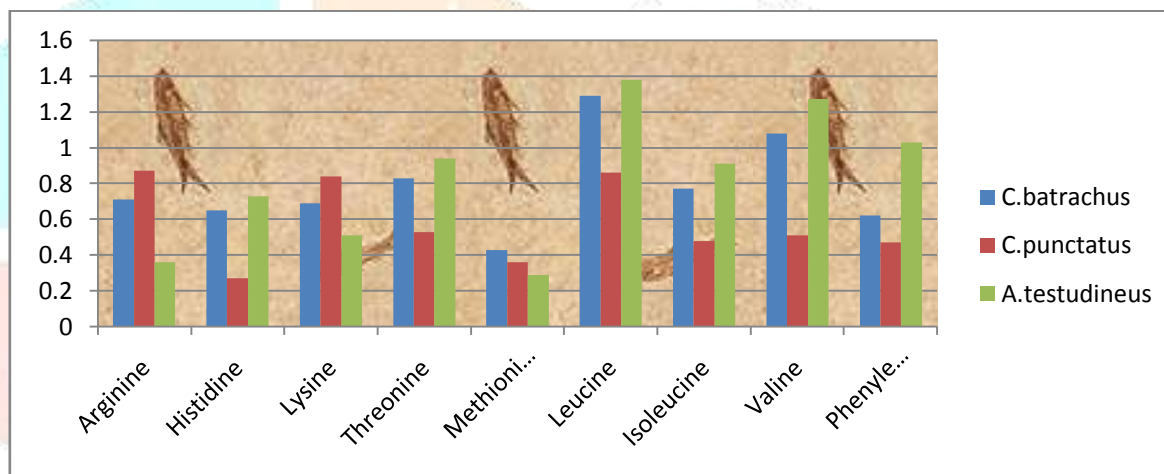 1.6
1.4
1.2
1
0.8
0.6
0.4
0.2
0
Arginine
Histidine
Lysine
Threonine
Methioni...
Leucine
Isoleucine
Valine
Phenyle...
C.batrachus
C.punctatus
A.testudineus